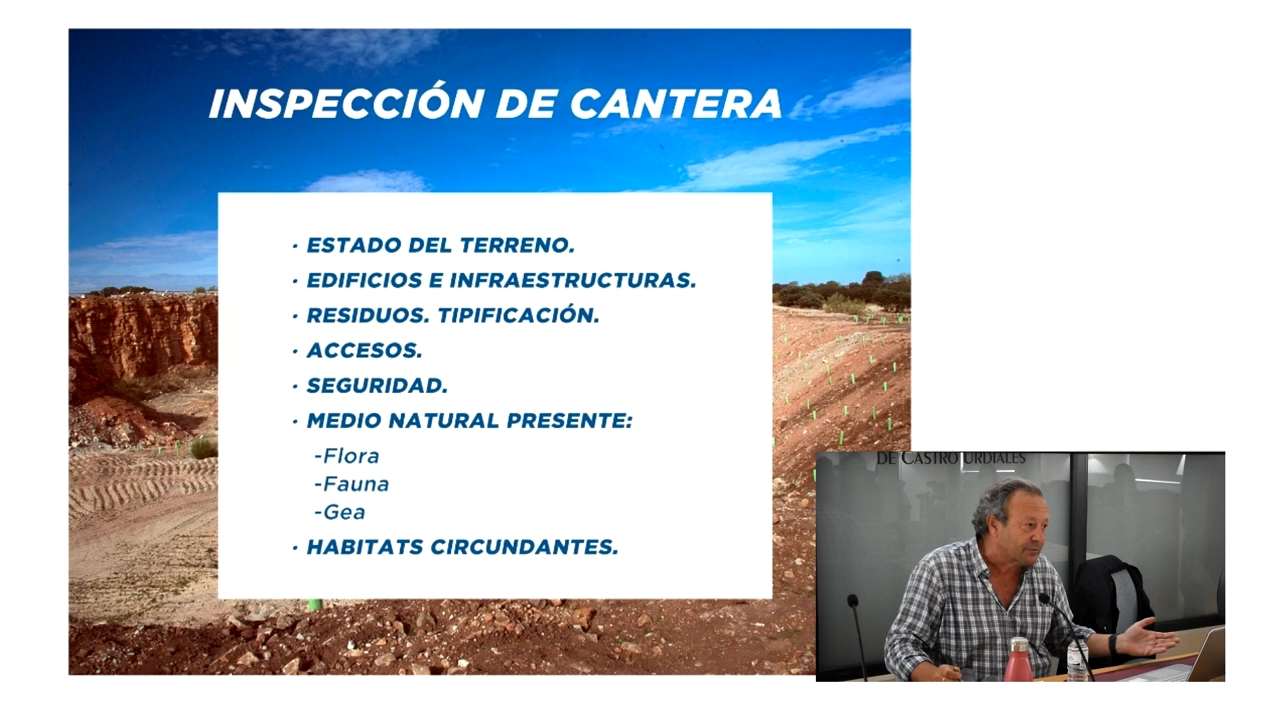 INSPECCIÓN DE CANTERA
· ESTADO DEL TERRENO.
· EDIFICIOS E INFRAESTRUCTURAS.
· RESIDUOS. TIPIFICACIÓN.
· ACCESOS.
· SEGURIDAD.
· MEDIO NATURAL PRESENTE:
-Flora
-Fauna
-Gea
· HABITATS CIRCUNDANTES.
DE CASTRO URDIALES